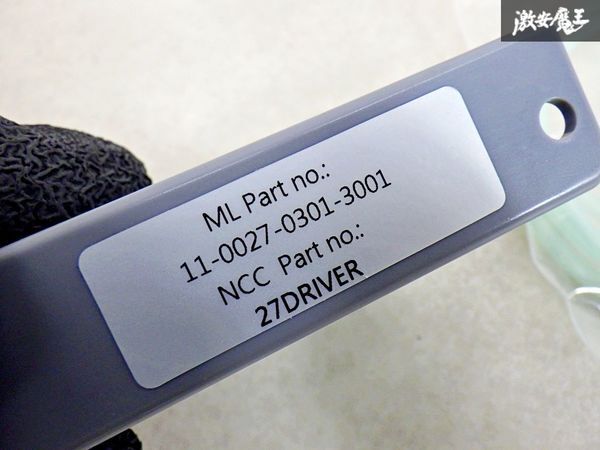 激安魔王
ML Part no.:
11-0027-0301-3001
NCC Part no.:
27DRIVER